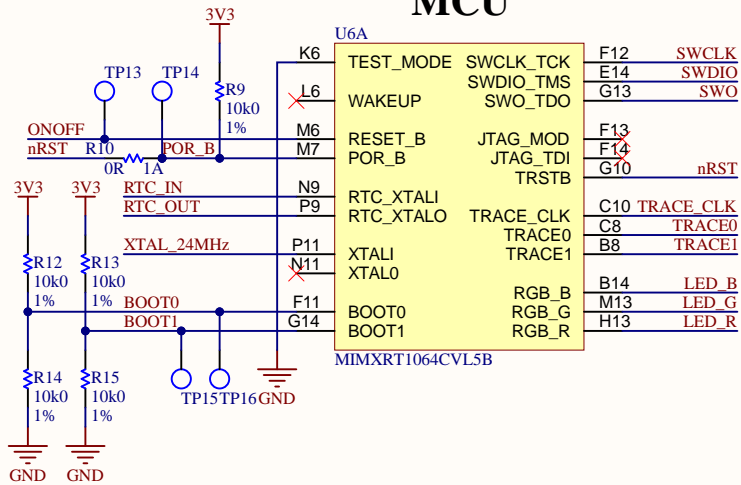 MCU
3V3
U6A
TP13 TP14
R9
10k0
1%
K6 TEST_MODE SWCLK_TCK F12 SWCLK
SWDIO_TMS E14 SWDIO
L6 WAKEUP SWO_TDO G13 SWO
ONOFF M6 RESET_B JTAG_MOD F13
nRST R10 POR_B M7 POR_B JTAG_TDI F14
0R 1A
TRSTB G10 nRST
3V3 3V3 RTC_IN N9 RTC_XTALI
RTC_OUT P9 RTC_XTALO TRACE_CLK C10 TRACE_CLK
TRACE0 C8 TRACE0
XTAL_24MHz P11 XTALI TRACE1 B8 TRACE1
R12 R13 N11 XTAL0
10k0 10k0
1% 1%
RGB_B B14 LED_B
BOOT0 F11 BOOT0 RGB_G M13 LED_G
BOOT1 G14 BOOT1 RGB_R H13 LED_R
MIMXRT1064CVL5B
R14 R15
10k0 10k0
1% 1%
TP15 TP16 GND
GND GND